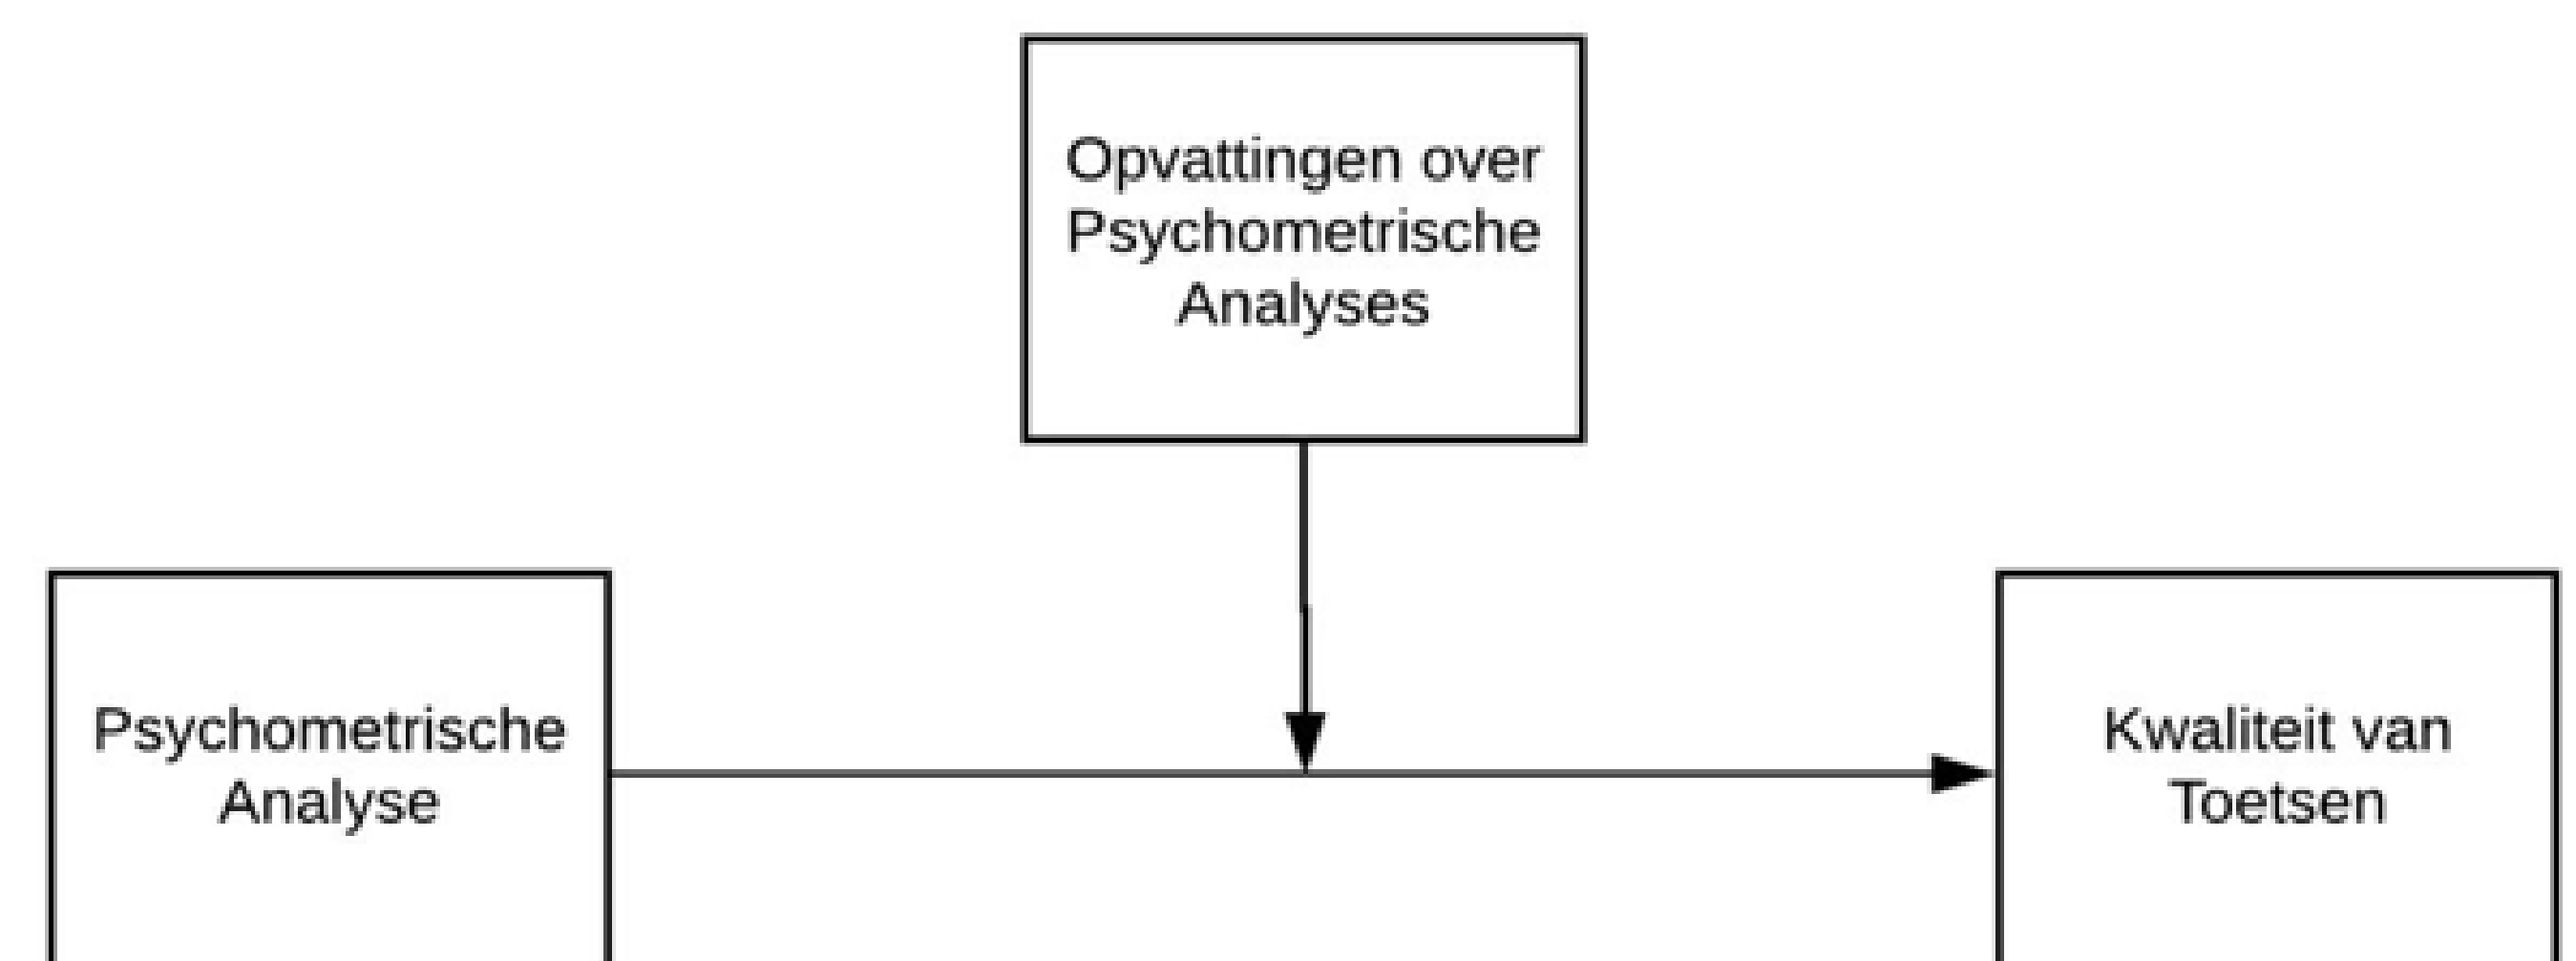 Opvattingen over
Psychometrische
Analyses
Psychometrische
Analyse
Kwaliteit van
Toetsen